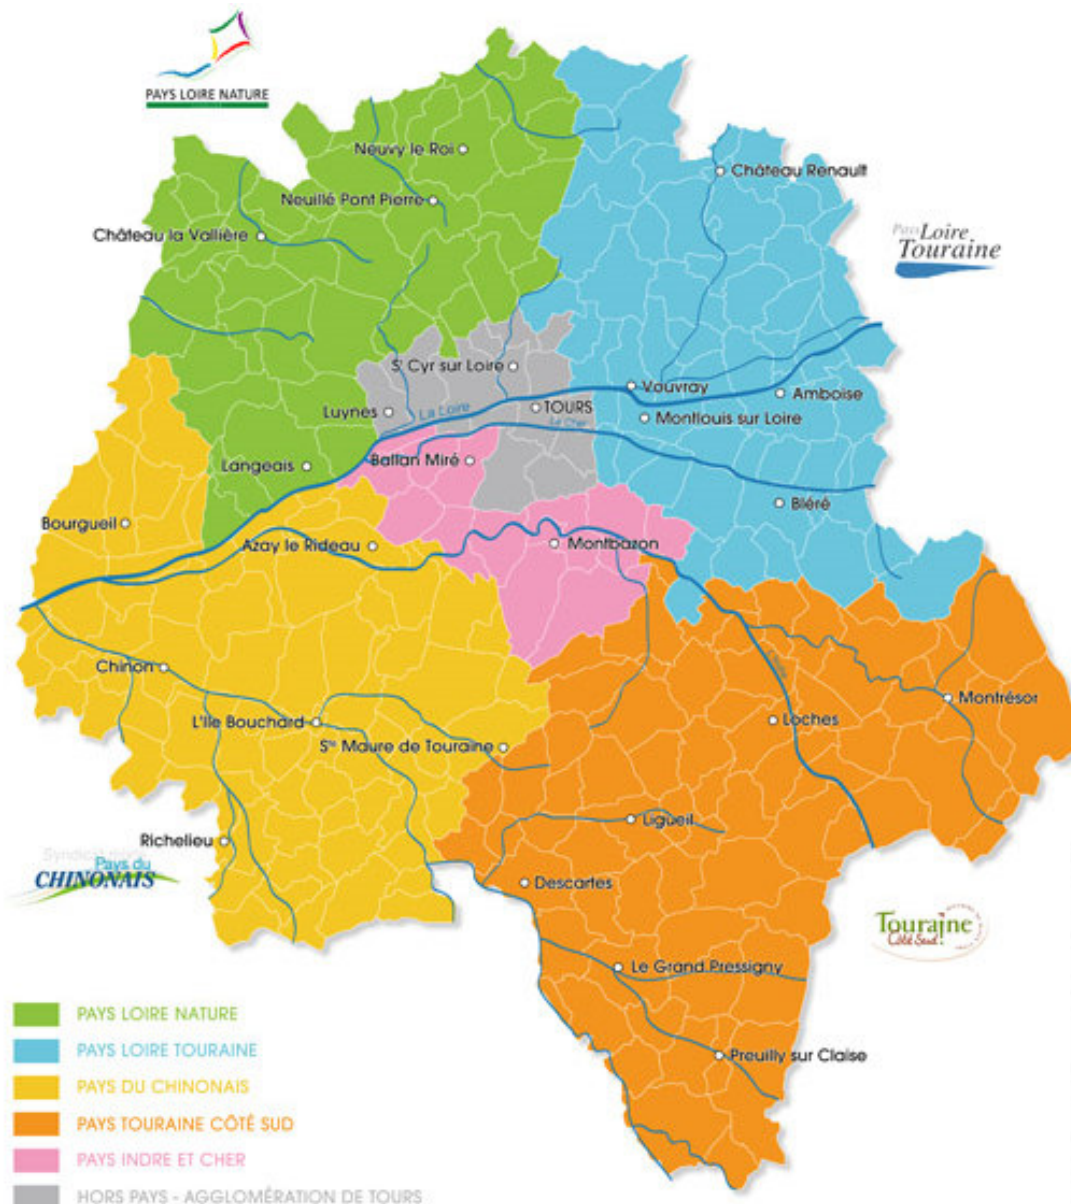 PAYS LOIRE NATURE
Neuvy le Roi
Château Renault
Neuillé Pont Pierre
Château la Vallière
Pays Loire
Touraine
St Cyr sur Loire
Vouvray
Amboise
Luynes
La Loire
TOURS
Montlouis sur Loire
Le Cher
Ballan Miré
Langeais
Bléré
Bourgueil
Azay le Rideau
Montbazon
Chinon
L'Ile Bouchard
Montrésor
Loches
Ste Maure de Touraine
Ligueil
Richelieu
Pays du
CHINONAIS
Descartes
Touraine
Côté Sud
Le Grand Pressigny
Preuilly sur Claise
PAYS LOIRE NATURE
PAYS LOIRE TOURAINE
PAYS DU CHINONAIS
PAYS TOURAINE CÔTÉ SUD
PAYS INDRE ET CHER
HORS PAYS - AGGLOMÉRATION DE TOURS